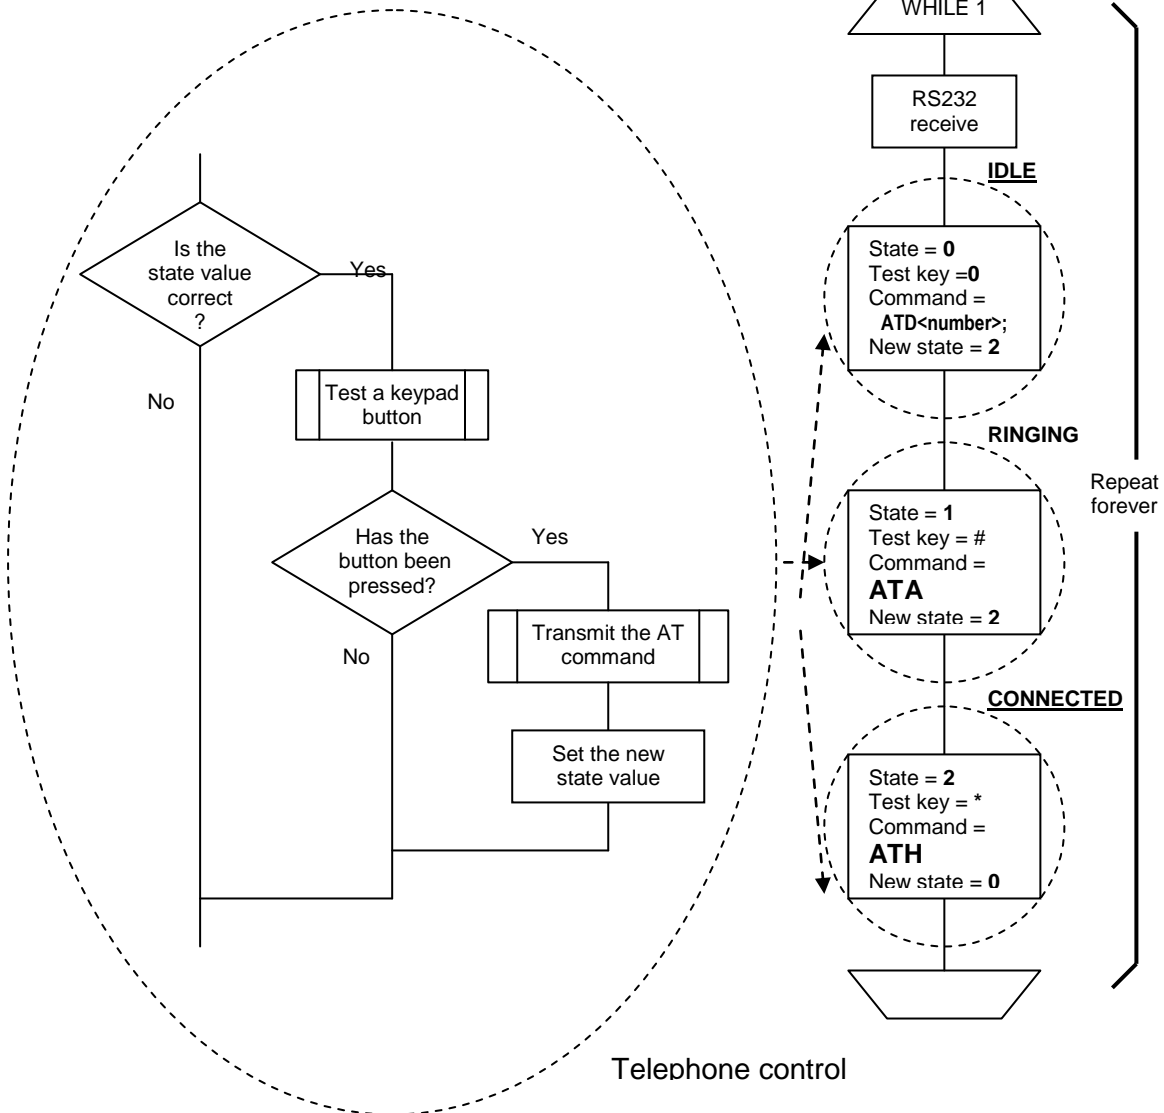 WHILE 1
RS232
receive
IDLE
State = 0
Test key =0
Command =
ATD<number>;
New state = 2
RINGING
State = 1
Test key = #
Command =
ATA
New state = 2
CONNECTED
State = 2
Test key = *
Command =
ATH
New state = 0
Repeat
forever
Is the
state value
correct
?
Yes
No
Test a keypad
button
Has the
button been
pressed?
Yes
No
Transmit the AT
command
Set the new
state value
Telephone control